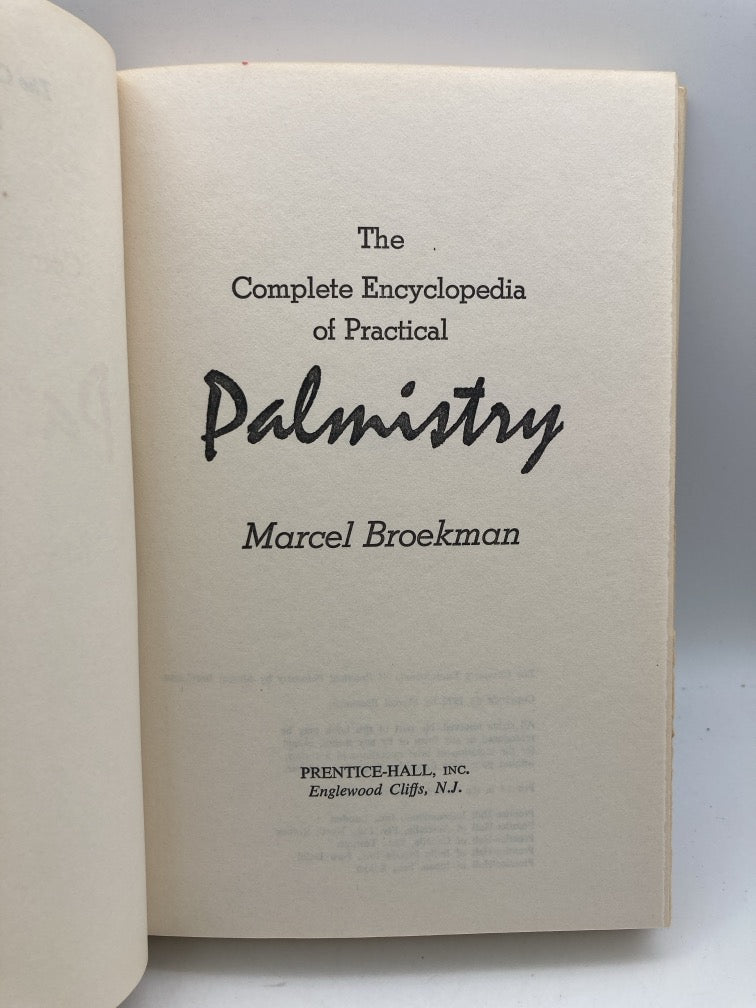 The
Complete Encyclopedia
of Practical
Palmistry
Marcel Broekman
PRENTICE-HALL, INC.
Englewood Cliffs, N.J.